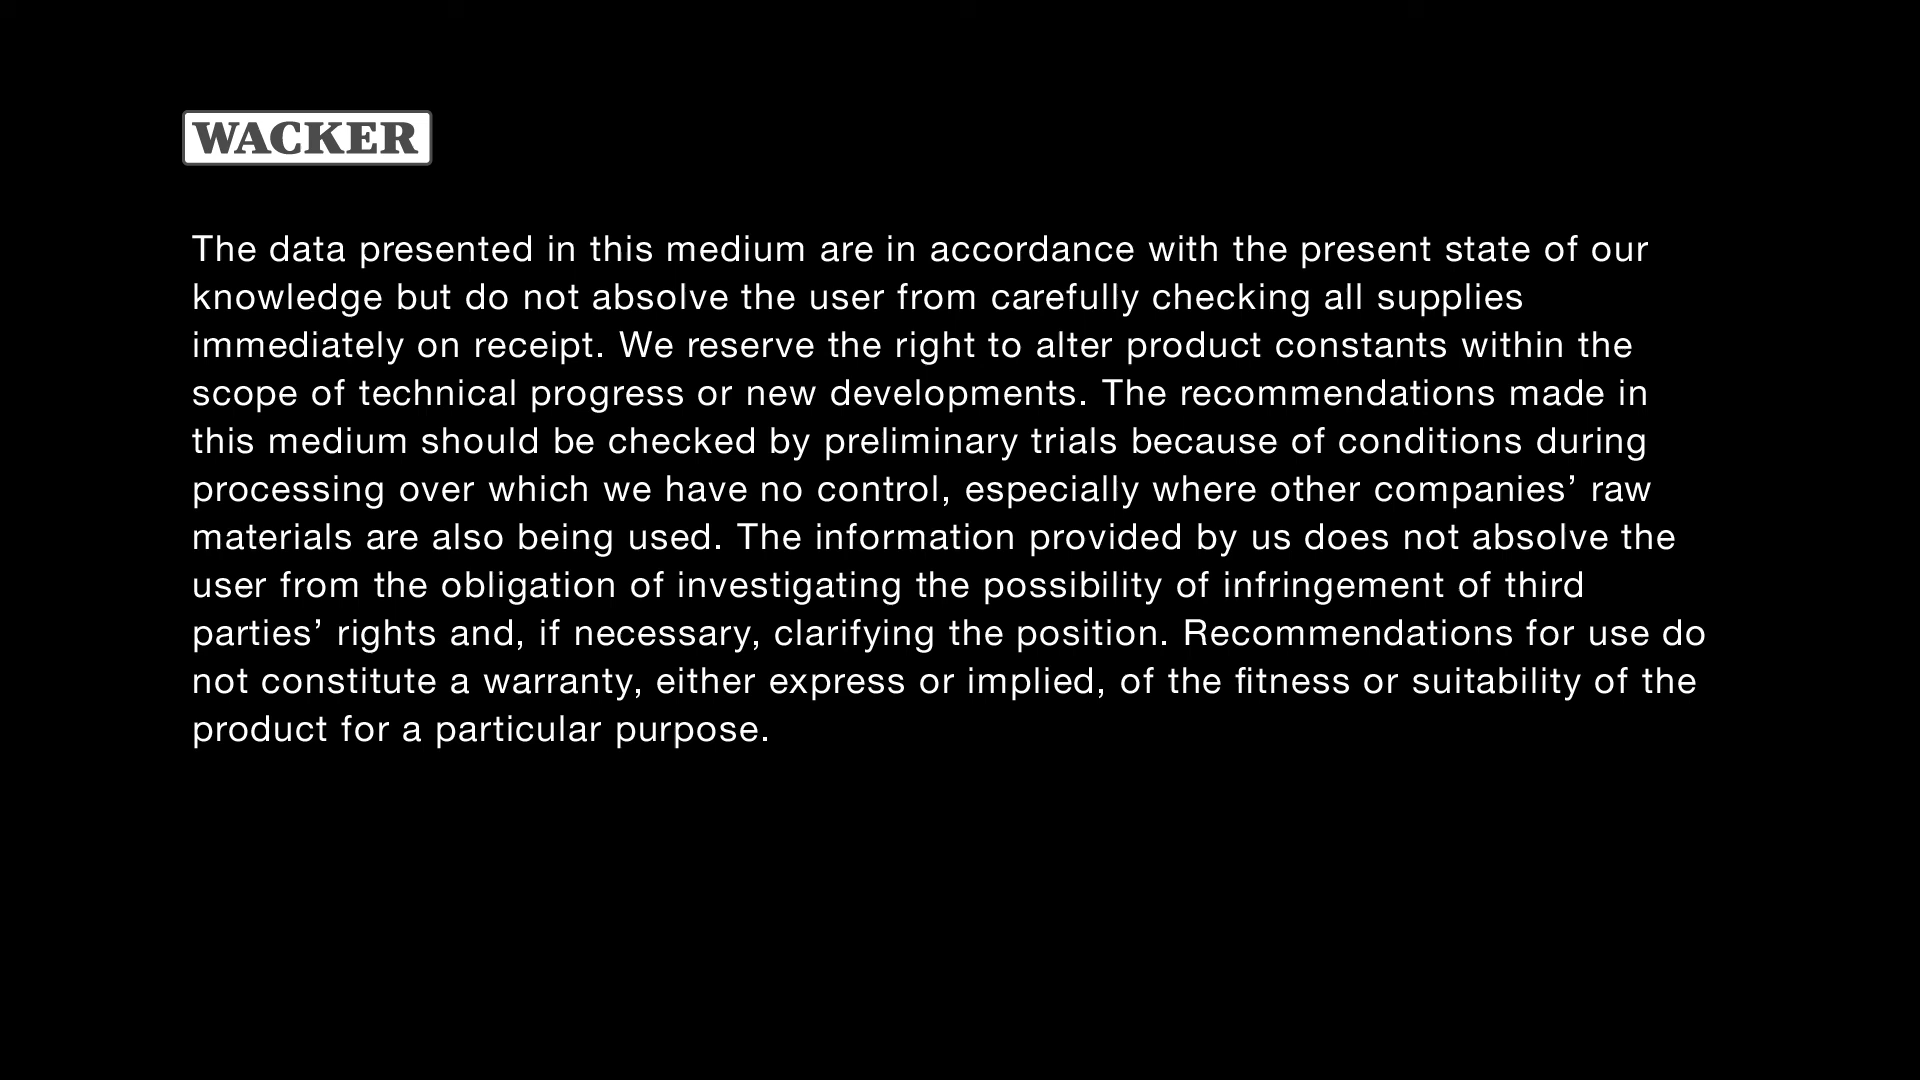 WACKER
The data presented in this medium are in accordance with the present state of our
knowledge but do not absolve the user from carefully checking all supplies
immediately on receipt. We reserve the right to alter product constants within the
scope of technical progress or new developments. The recommendations made in
this medium should be checked by preliminary trials because of conditions during
processing over which we have no control, especially where other companies’ raw
materials are also being used. The information provided by us does not absolve the
user from the obligation of investigating the possibility of infringement of third
parties’ rights and, if necessary, clarifying the position. Recommendations for use do
not constitute a warranty, either express or implied, of the fitness or suitability of the
product for a particular purpose.